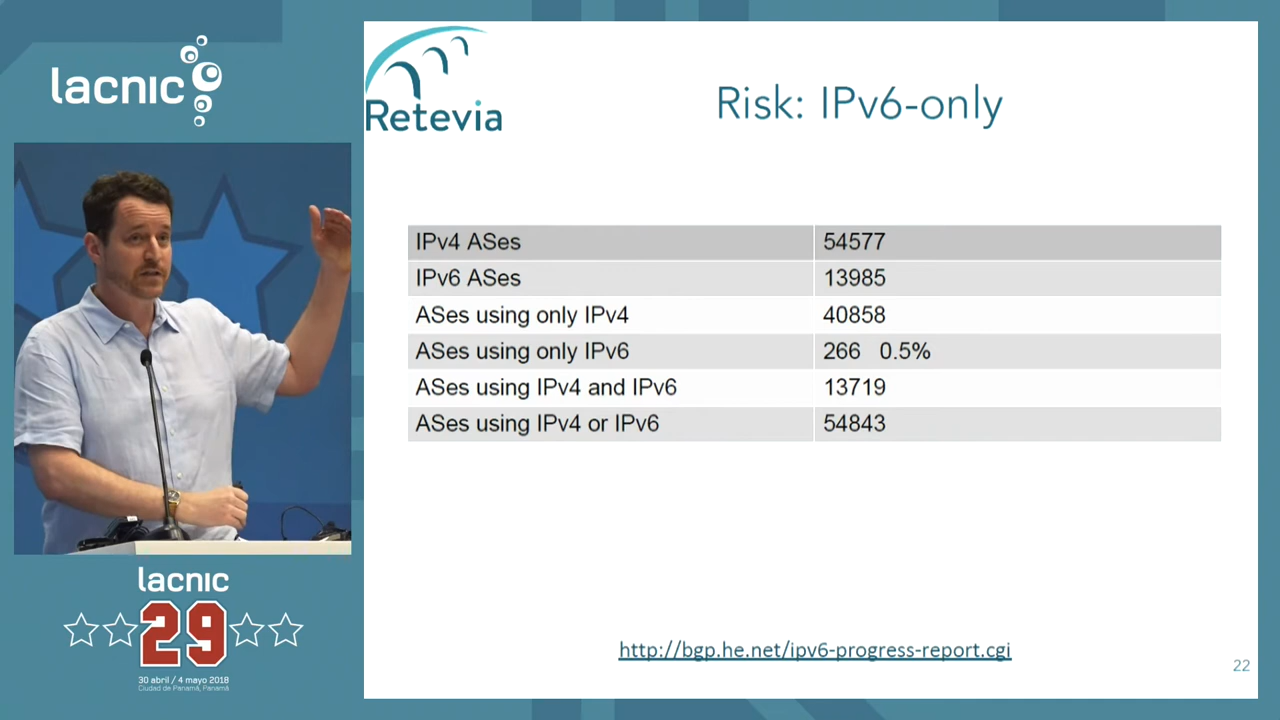 lacnic
Retevia
Risk: IPv6-only
IPv4 ASes 54577
IPv6 ASes 13985
ASes using only IPv4 40858
ASes using only IPv6 266 0.5%
ASes using IPv4 and IPv6 13719
ASes using IPv4 or IPv6 54843
http://bgp.he.net/ipv6-progress-report.cgi
22
lacnic
29
30 abril / 4 mayo 2018
Ciudad de Panamá, Panamá